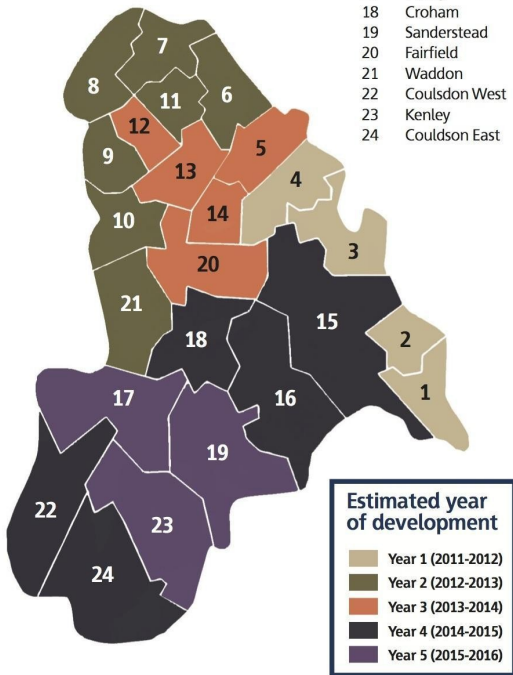 18 Croham
19 Sanderstead
20 Fairfield
21 Waddon
22 Coulsdon West
23 Kenley
24 Couldson East
7
8
11
6
12
5
9
13
4
14
10
3
20
21
15
18
2
1
17
16
19
22
23
24
Estimated year
of development
Year 1 (2011-2012)
Year 2 (2012-2013)
Year 3 (2013-2014)
Year 4 (2014-2015)
Year 5 (2015-2016)